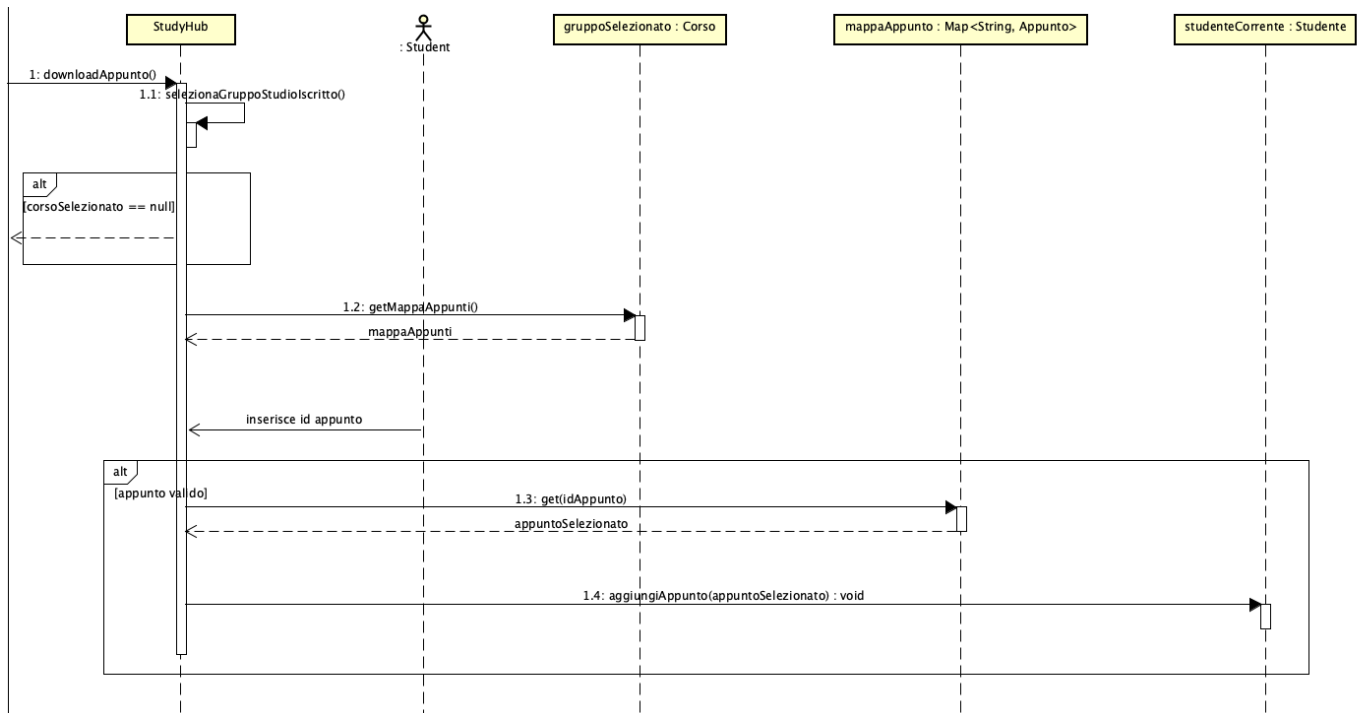 StudyHub
: Student
gruppoSelezionato : Corso
mappaAppunto : Map<String, Appunto>
studenteCorrente : Studente
1: downloadAppunto()
1.1: selezionaGruppoStudioIscritto()
alt
[corsoSelezionato == null]
1.2: getMappaAppunti()
mappaAppunti
inserisce id appunto
alt
[appunto valido]
1.3: get(idAppunto)
appuntoSelezionato
1.4: aggiungiAppunto(appuntoSelezionato) : void